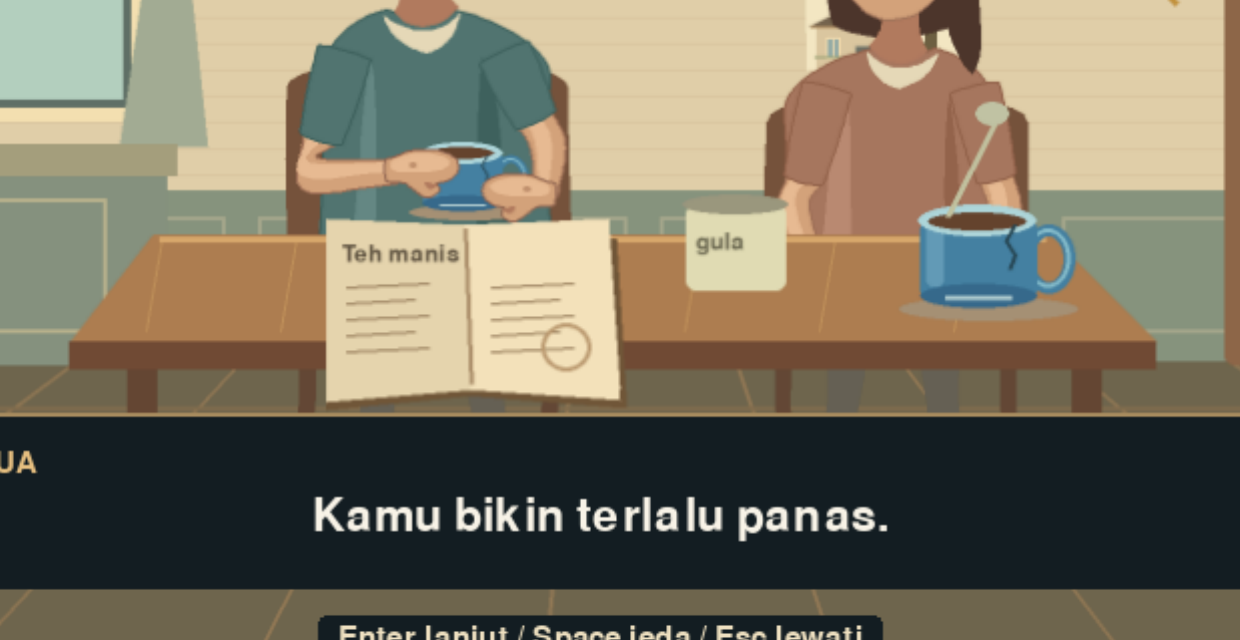 Teh manis
gula
UA
Kamu bikin terlalu panas.
Enter lanjut / Space jeda / Esc lewati